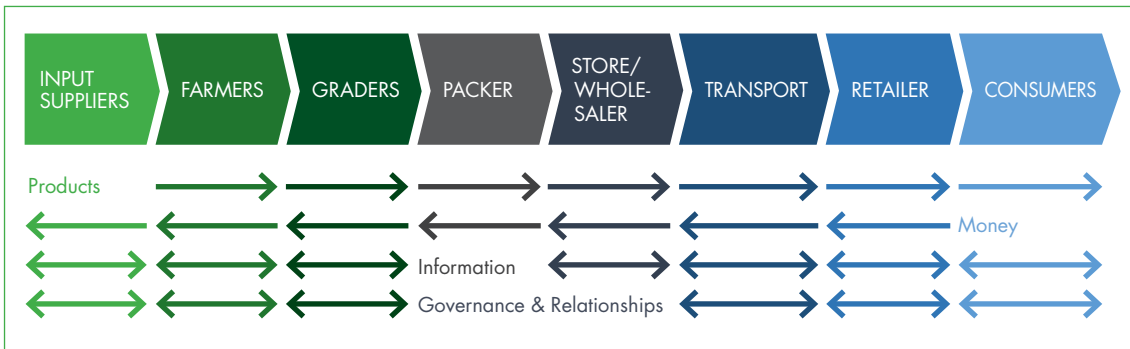 INPUT
SUPPLIERS
FARMERS
GRADERS
PACKER
STORE/
WHOLE-
SALER
TRANSPORT
RETAILER
CONSUMERS
Products
Money
Information
Governance & Relationships